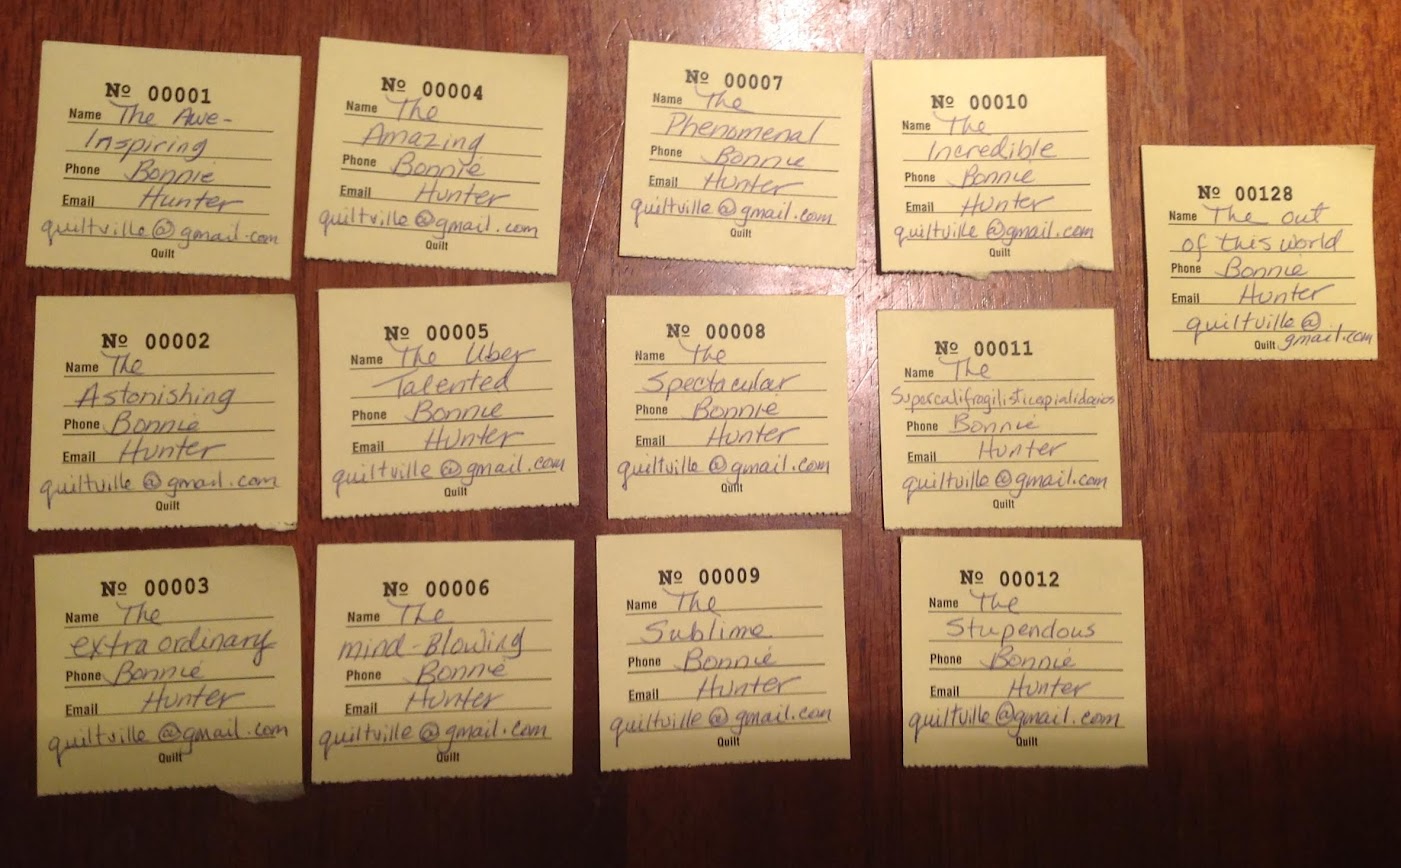 No 00001
Name The Awe-
Inspiring
Phone Bonnie
Email Hunter
quiltville@gmail.com
Quilt
No 00002
Name The
Astonishing
Phone Bonnie
Email Hunter
quiltville@gmail.com
Quilt
No 00003
Name The
extraordinary
Phone Bonnie
Email Hunter
quiltville@gmail.com
Quilt
No 00004
Name The
Amazing
Phone Bonnie
Email Hunter
quiltville@gmail.com
Quilt
No 00005
Name The Uber
Talented
Phone Bonnie
Email Hunter
quiltville@gmail.com
Quilt
No 00006
Name The
mind-Blowing
Phone Bonnie
Email Hunter
quiltville@gmail.com
Quilt
No 00007
Name The
Phenomenal
Phone Bonnie
Email Hunter
quiltville@gmail.com
Quilt
No 00008
Name The
Spectacular
Phone Bonnie
Email Hunter
quiltville@gmail.com
Quilt
No 00009
Name The
Sublime
Phone Bonnie
Email Hunter
quiltville@gmail.com
Quilt
No 00010
Name The
Incredible
Phone Bonnie
Email Hunter
quiltville@gmail.com
Quilt
No 00011
Name The
Supercalifragilisticxpialidocios
Phone Bonnie
Email Hunter
quiltville@gmail.com
Quilt
No 00012
Name The
Stupendous
Phone Bonnie
Email Hunter
quiltville@gmail.com
Quilt
No 00128
Name The out
of this world
Phone Bonnie
Email Hunter
quiltville@
Quilt gmail.com